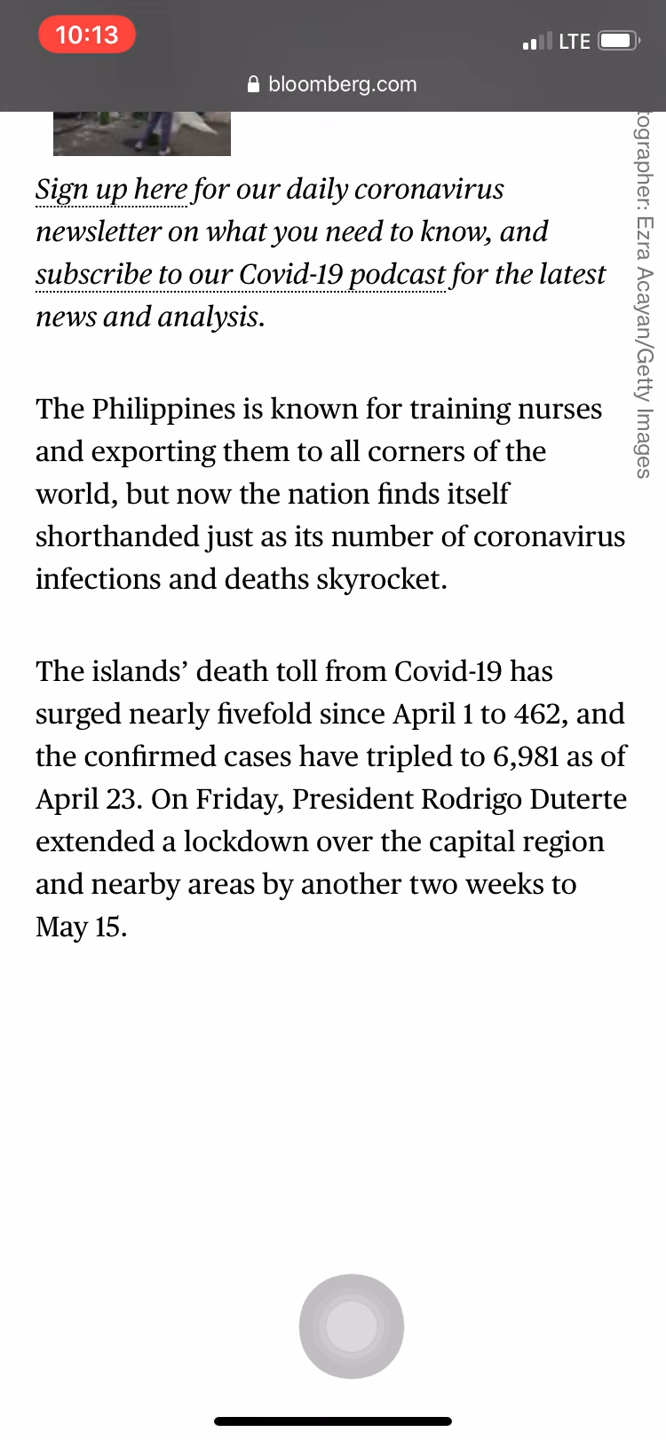 10:13
LTE
bloomberg.com
Sign up here for our daily coronavirus
newsletter on what you need to know, and
subscribe to our Covid-19 podcast for the latest
news and analysis.
The Philippines is known for training nurses
and exporting them to all corners of the
world, but now the nation finds itself
shorthanded just as its number of coronavirus
infections and deaths skyrocket.
The islands’ death toll from Covid-19 has
surged nearly fivefold since April 1 to 462, and
the confirmed cases have tripled to 6,981 as of
April 23. On Friday, President Rodrigo Duterte
extended a lockdown over the capital region
and nearby areas by another two weeks to
May 15.
tographer: Ezra Acayan/Getty Images